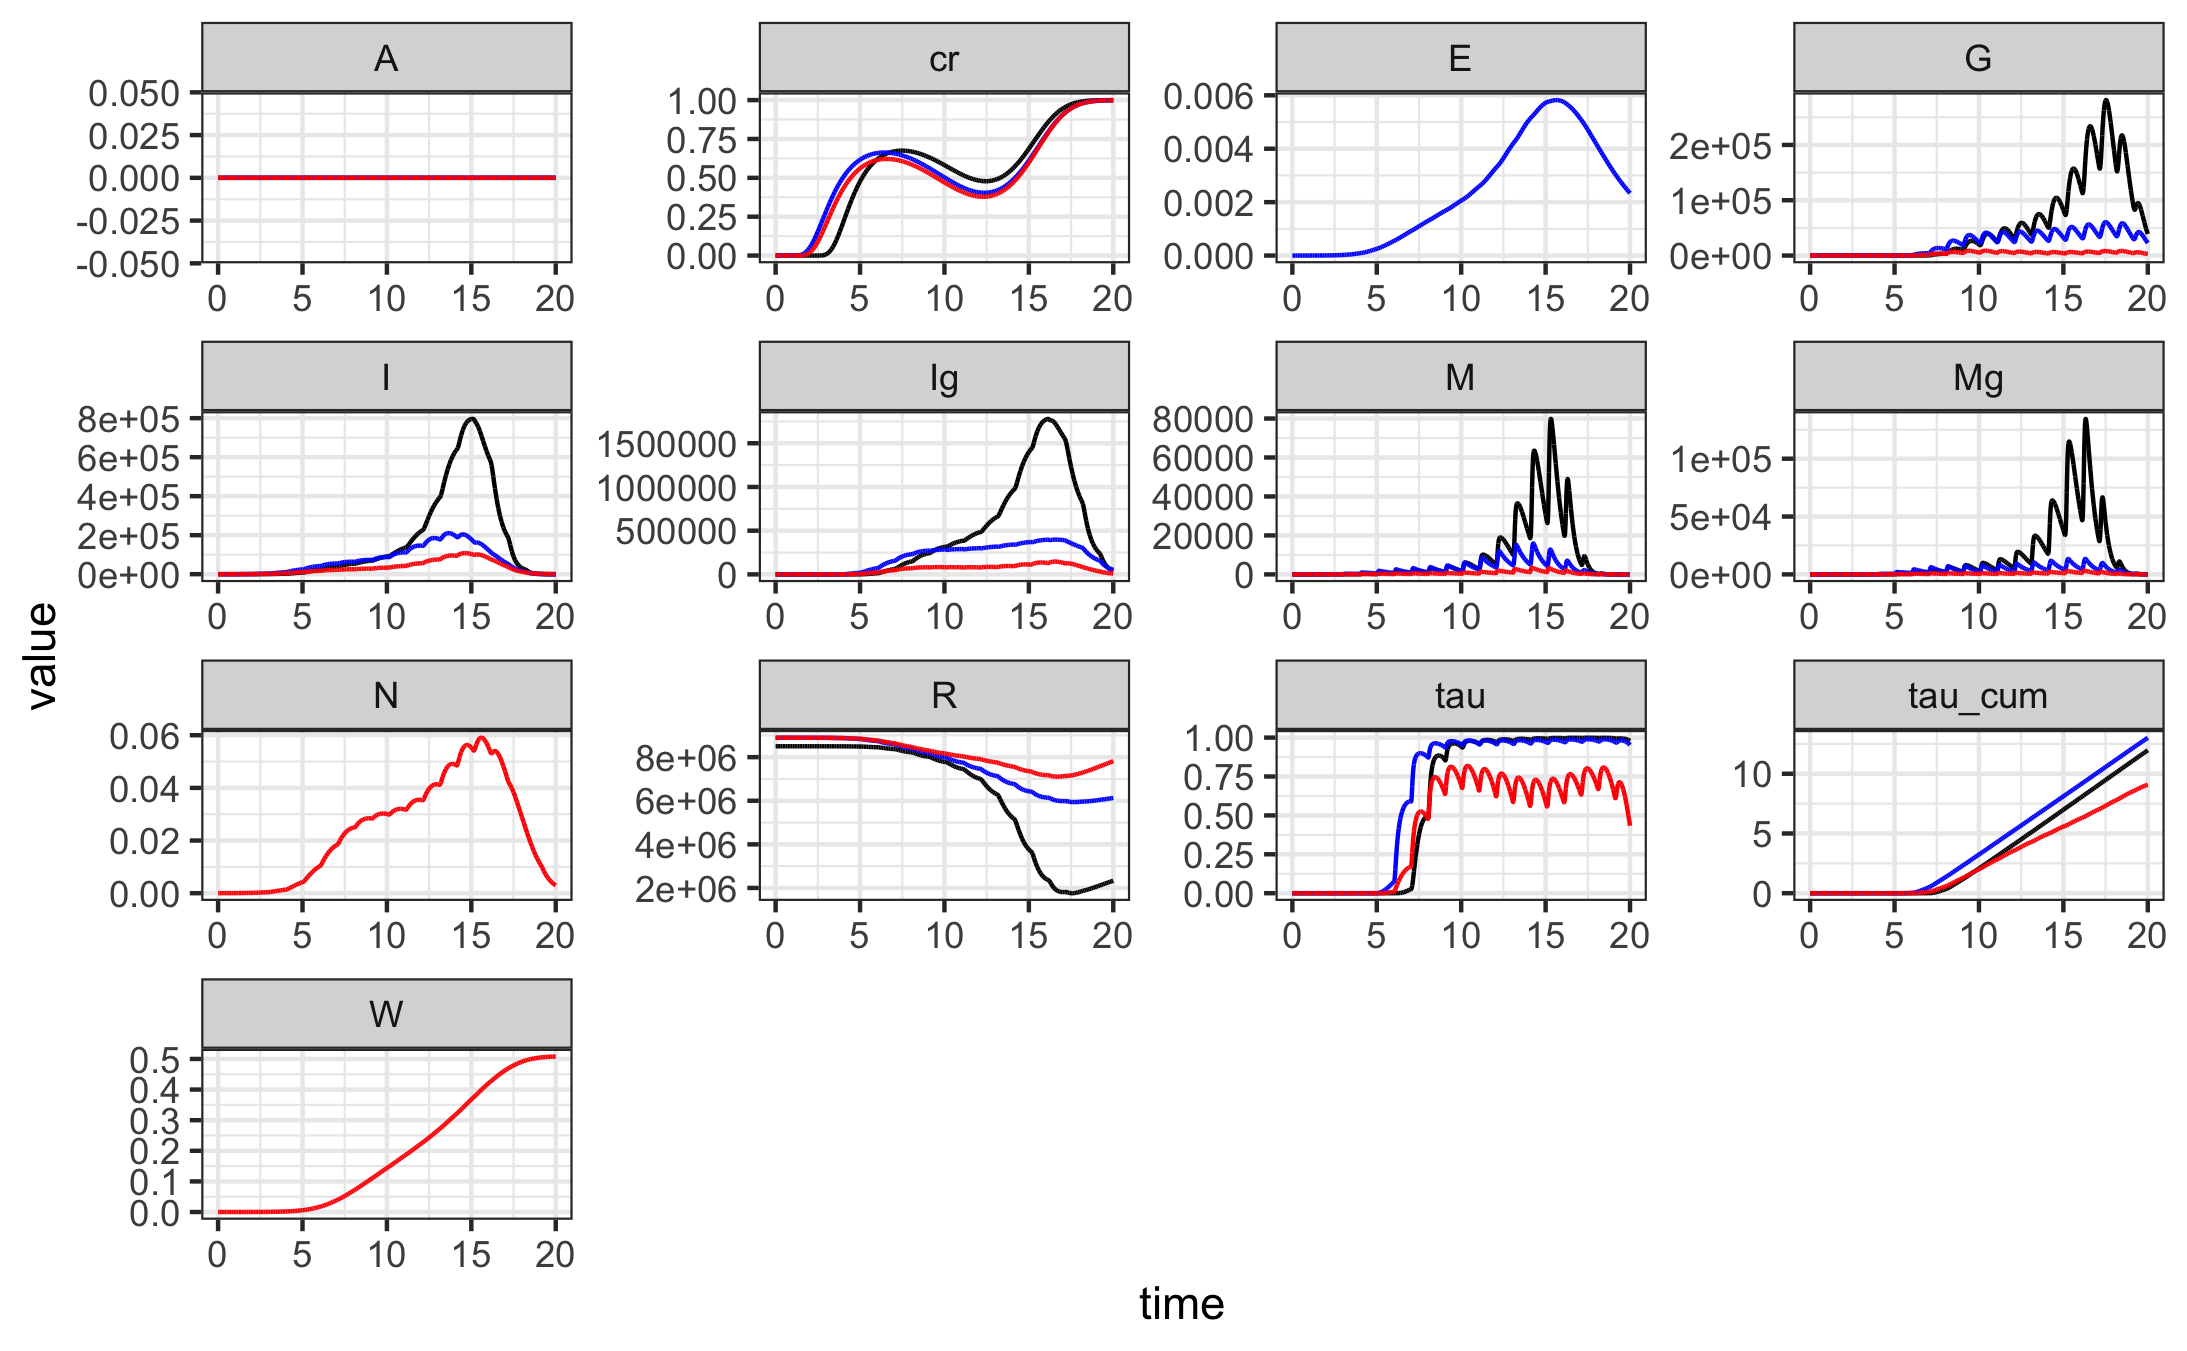 A
cr
E
G
0.050
0.025
0.000
-0.025
-0.050
0 5 10 15 20
1.00
0.75
0.50
0.25
0.00
0 5 10 15 20
0.006
0.004
0.002
0.000
0 5 10 15 20
2e+05
1e+05
0e+00
0 5 10 15 20
I
Ig
M
Mg
8e+05
6e+05
4e+05
2e+05
0e+00
0 5 10 15 20
1500000
1000000
500000
0
0 5 10 15 20
80000
60000
40000
20000
0
0 5 10 15 20
1e+05
5e+04
0e+00
0 5 10 15 20
value
N
R
tau
tau_cum
0.06
0.04
0.02
0.00
0 5 10 15 20
8e+06
6e+06
4e+06
2e+06
0 5 10 15 20
1.00
0.75
0.50
0.25
0.00
0 5 10 15 20
10
5
0
0 5 10 15 20
W
0.5
0.4
0.3
0.2
0.1
0.0
0 5 10 15 20
time